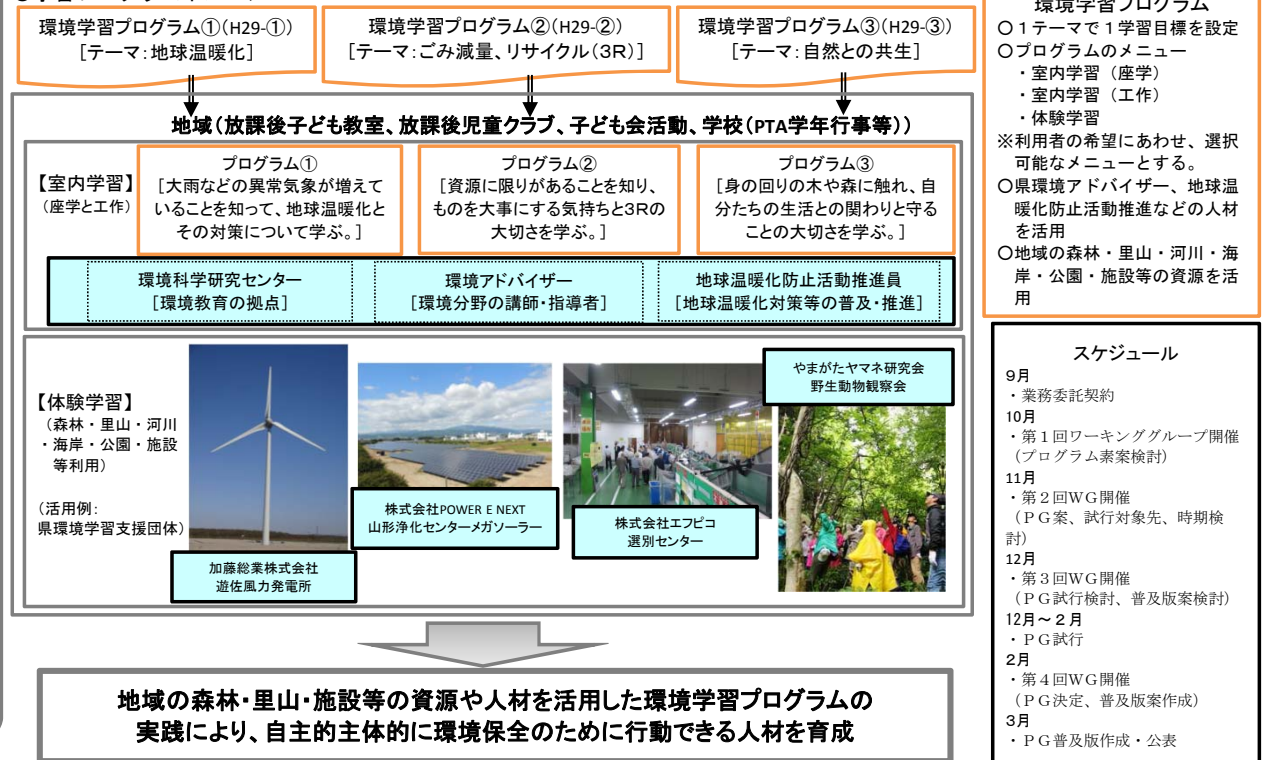 環境学習プログラム①(H29-①)
[テーマ:地球温暖化]
環境学習プログラム②(H29-②)
[テーマ:ごみ減量、リサイクル(3R)]
環境学習プログラム③(H29-③)
[テーマ:自然との共生]
地域(放課後子ども教室、放課後児童クラブ、子ども会活動、学校(PTA学年行事等))
【室内学習】
(座学と工作)
プログラム①
[大雨などの異常気象が増えて
いることを知って、地球温暖化と
その対策について学ぶ。]
プログラム②
[資源に限りがあることを知り、
ものを大事にする気持ちと3Rの
大切さを学ぶ。]
プログラム③
[身の回りの木や森に触れ、自
分たちの生活との関わりと守る
ことの大切さを学ぶ。]
環境科学研究センター
[環境教育の拠点]
環境アドバイザー
[環境分野の講師・指導者]
地球温暖化防止活動推進員
[地球温暖化対策等の普及・推進]
【体験学習】
(森林・里山・河川
・海岸・公園・施設
等利用)
(活用例:
県環境学習支援団体)
加藤総業株式会社
遊佐風力発電所
株式会社POWER E NEXT
山形浄化センターメガソーラー
株式会社エフピコ
選別センター
やまがたヤマネ研究会
野生動物観察会
地域の森林・里山・施設等の資源や人材を活用した環境学習プログラムの
実践により、自主的主体的に環境保全のために行動できる人材を育成
環境学習プログラム
○1テーマで1学習目標を設定
○プログラムのメニュー
・室内学習(座学)
・室内学習(工作)
・体験学習
※利用者の希望にあわせ、選択
可能なメニューとする。
○県環境アドバイザー、地球温
暖化防止活動推進などの人材
を活用
○地域の森林・里山・河川・海
岸・公園・施設等の資源を活
用
スケジュール
9月
・業務委託契約
10月
・第1回ワーキンググループ開催
(プログラム素案検討)
11月
・第2回WG開催
(PG案、試行対象先、時期検
討)
12月
・第3回WG開催
(PG試行検討、普及版案検討)
12月~2月
・PG試行
2月
・第4回WG開催
(PG決定、普及版案作成)
3月
・PG普及版作成・公表